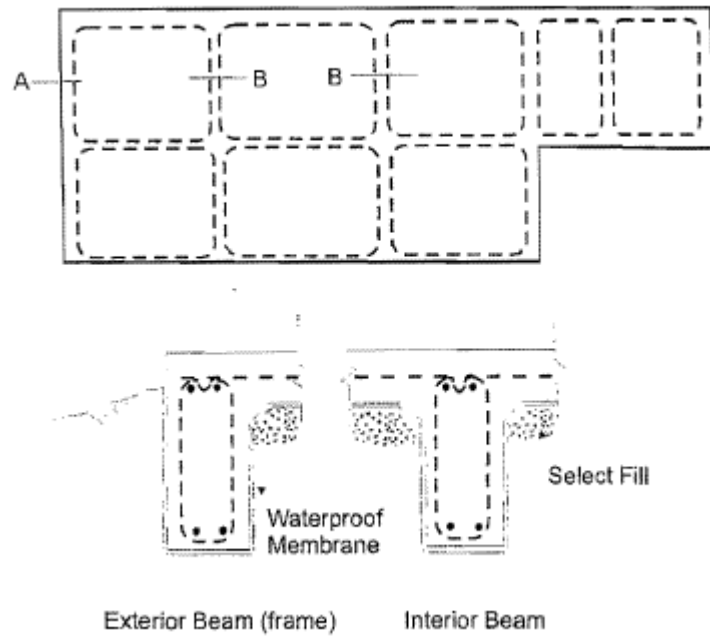 A
B
B
Select Fill
Waterproof
Membrane
Exterior Beam (frame)
Interior Beam